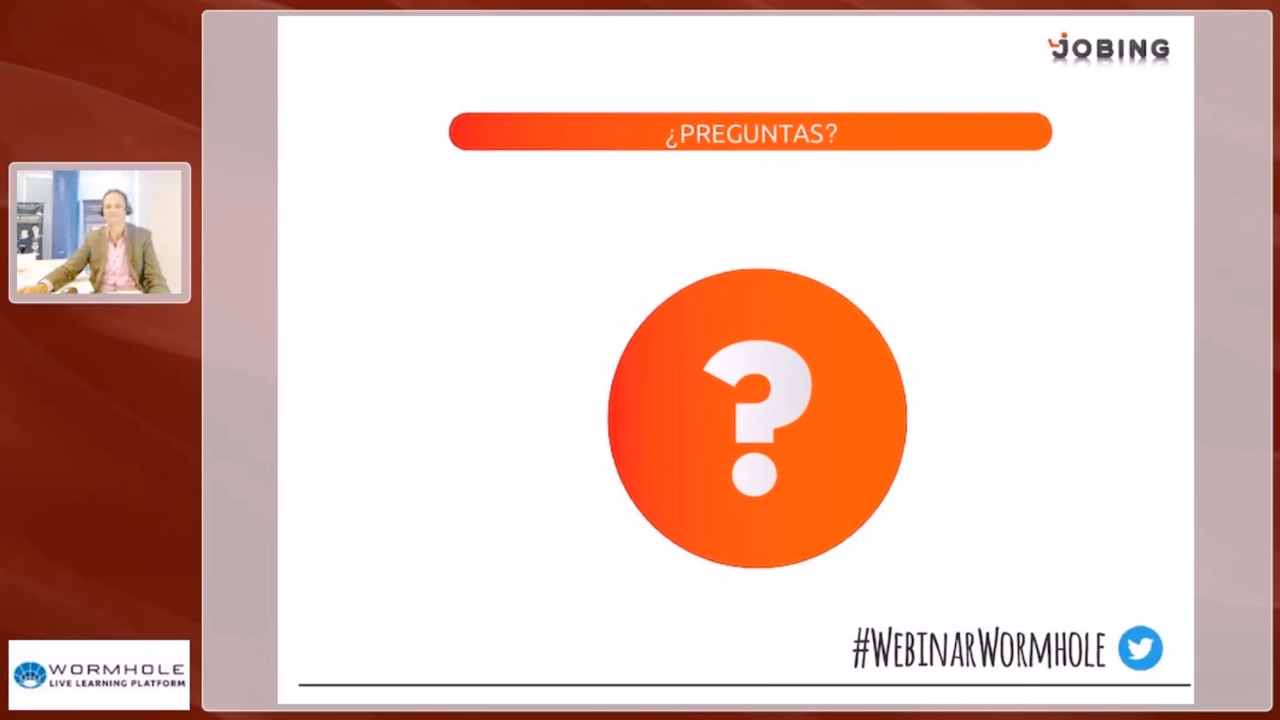 JOBING
¿PREGUNTAS?
?
#WEBINARWORMHOLE
WORMHOLE
LIVE LEARNING PLATFORM